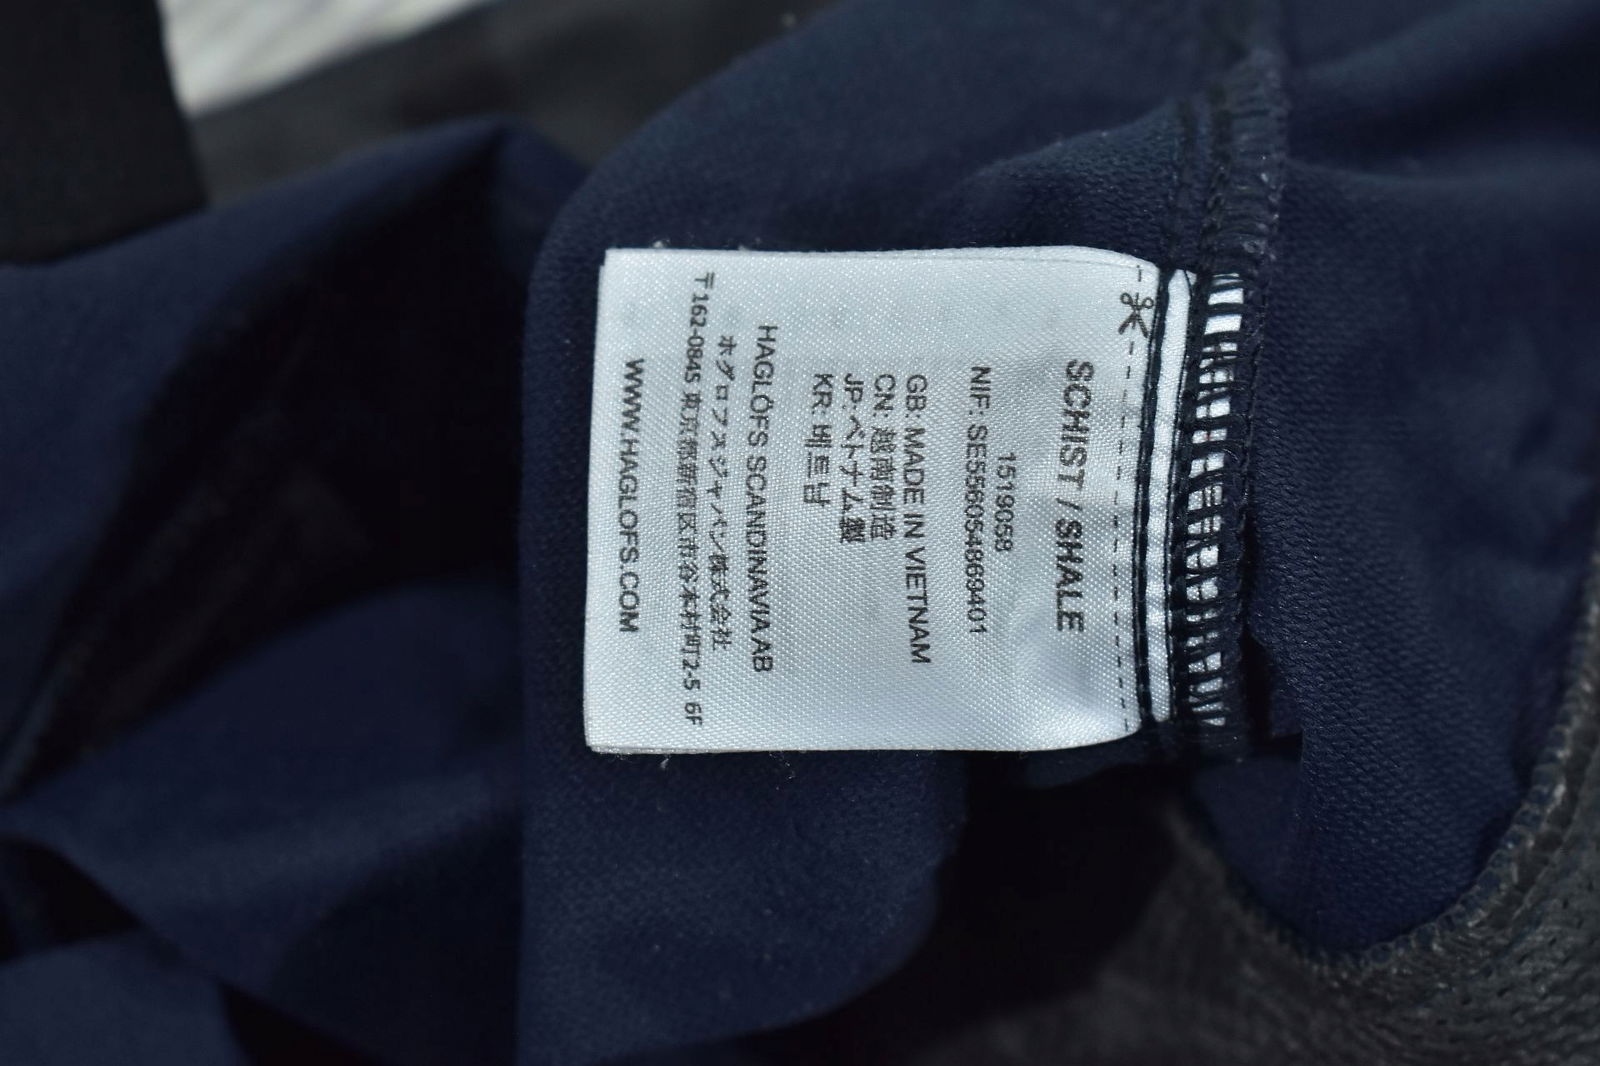 SCHIST / SHALE
1519058
NIF: SE556054869401
GB: MADE IN VIETNAM
CN: 越南制造
JP:ベトナム製
KR: 베트남
HAGLÖFS SCANDINAVIA AB
ホグロフスジャパン株式会社
〒162-0845 東京都新宿区市谷本村町2-5 6F
WWW.HAGLOFS.COM